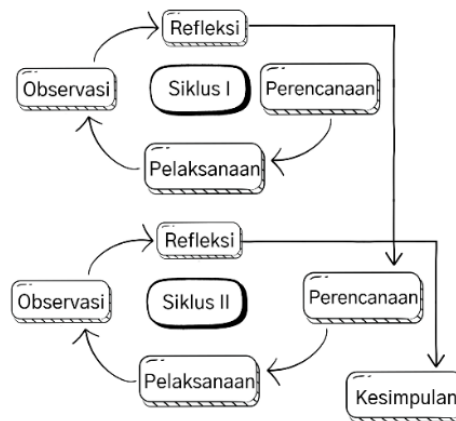 Refleksi
Observasi
Siklus I
Perencanaan
Pelaksanaan
Refleksi
Observasi
Siklus II
Perencanaan
Pelaksanaan
Kesimpulan